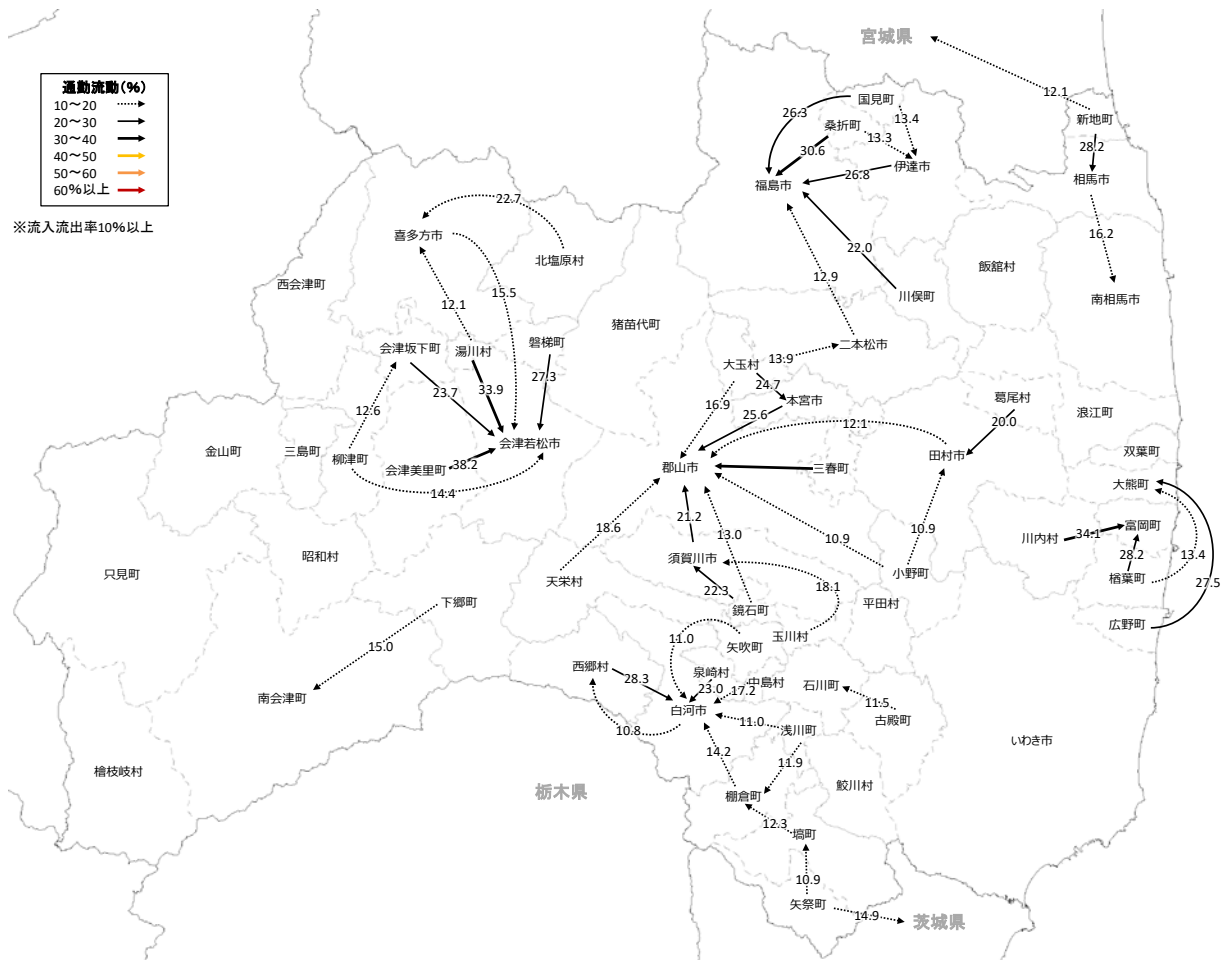 宮城県
通勤流動(%)
10～20
20～30
30～40
40～50
50～60
60%以上
※流入流出率10%以上
12.1
国見町
新地町
26.3
13.4
桑折町
13.3
28.2
30.6
伊達市
26.8
福島市
相馬市
22.7
喜多方市
16.2
22.0
北塩原村
飯舘村
12.9
西会津町
15.5
川俣町
南相馬市
12.1
猪苗代町
会津坂下町
湯川村
磐梯町
二本松市
13.9
大玉村
27.3
24.7
23.7
33.9
本宮市
葛尾村
16.9
12.6
25.6
浪江町
20.0
12.1
会津若松市
金山町
三島町
柳津町
田村市
双葉町
会津美里町
38.2
郡山市
三春町
大熊町
14.4
21.2
18.6
13.0
10.9
10.9
富岡町
川内村
34.1
昭和村
須賀川市
28.2
13.4
只見町
天栄村
小野町
楢葉町
27.5
22.3
18.1
下郷町
鏡石町
平田村
広野町
11.0
玉川村
15.0
矢吹町
西郷村
泉崎村
28.3
23.0
17.2
中島村
石川町
南会津町
白河市
11.5
10.8
11.0
浅川町
古殿町
いわき市
14.2
11.9
檜枝岐村
鮫川村
栃木県
棚倉町
12.3
塙町
10.9
矢祭町
14.9
茨城県